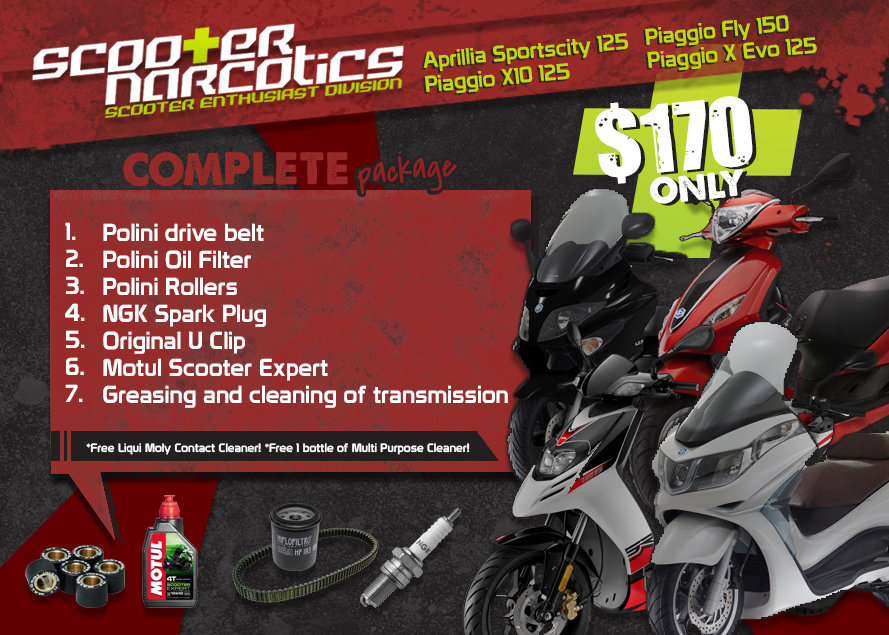 scooter
narcotics
SCOOTER ENTHUSIAST DIVISION
Aprillia Sportscity 125
Piaggio X10 125
Piaggio Fly 150
Piaggio X Evo 125
$170
ONLY
COMPLETE package
1. Polini drive belt
2. Polini Oil Filter
3. Polini Rollers
4. NGK Spark Plug
5. Original U Clip
6. Motul Scooter Expert
7. Greasing and cleaning of transmission
*Free Liqui Moly Contact Cleaner! *Free 1 bottle of Multi Purpose Cleaner!
MOTUL
4T
SCOOTER
EXPERT
HIFLOFILTRO
NGK